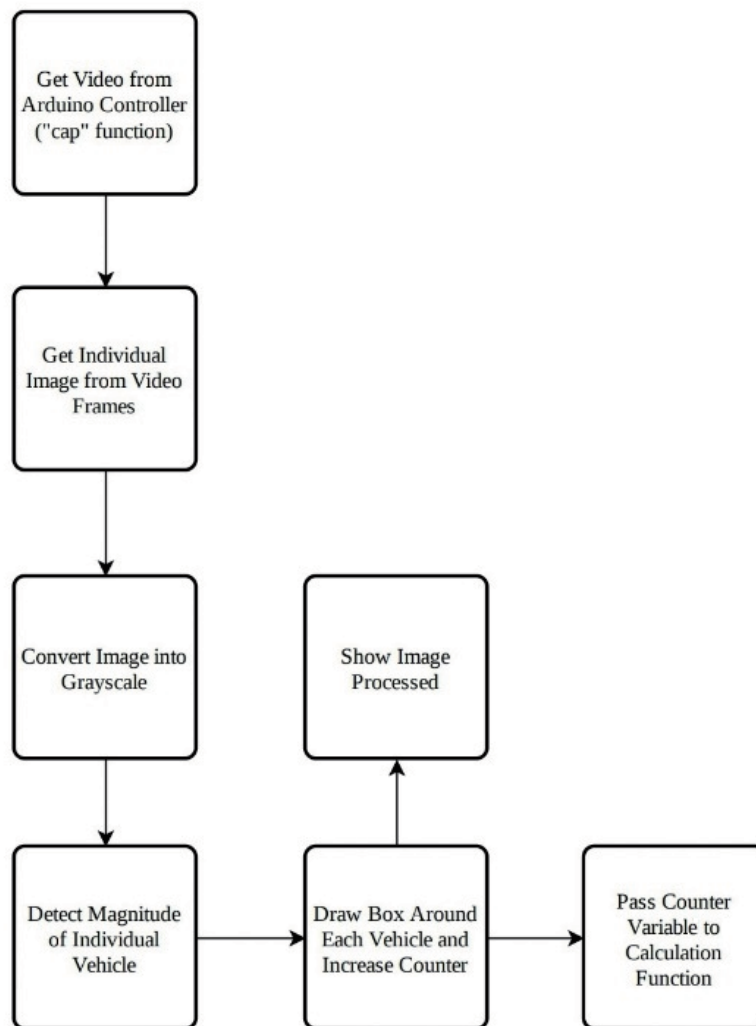 Get Video from
Arduino Controller
("cap" function)
Get Individual
Image from Video
Frames
Convert Image into
Grayscale
Show Image
Processed
Detect Magnitude
of Individual
Vehicle
Draw Box Around
Each Vehicle and
Increase Counter
Pass Counter
Variable to
Calculation
Function